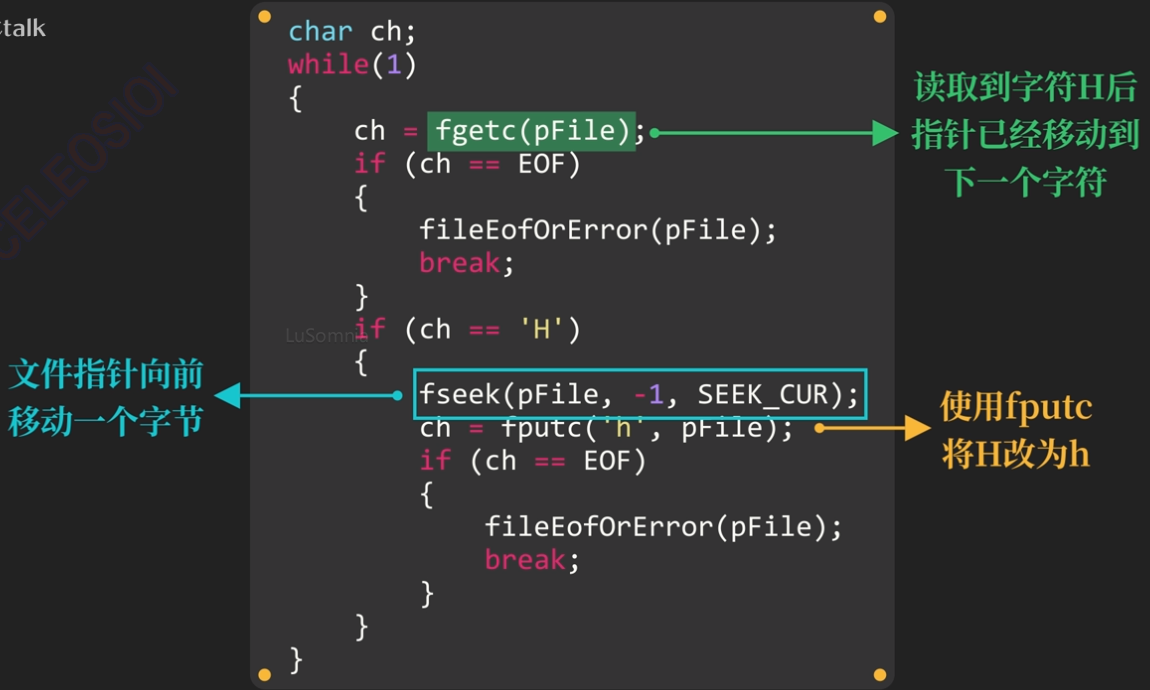 talk
char ch;
while(1)
{
ch = fgetc(pFile);
读取到字符H后
指针已经移动到
下一个字符
if (ch == EOF)
{
fileEofOrError(pFile);
break;
}
if (ch == 'H')
LuSomnia
{
文件指针向前
移动一个字节
fseek(pFile, -1, SEEK_CUR);
ch = fputc('h', pFile);
使用fputc
将H改为h
if (ch == EOF)
{
fileEofOrError(pFile);
break;
}
}
}
CELEOSIOI